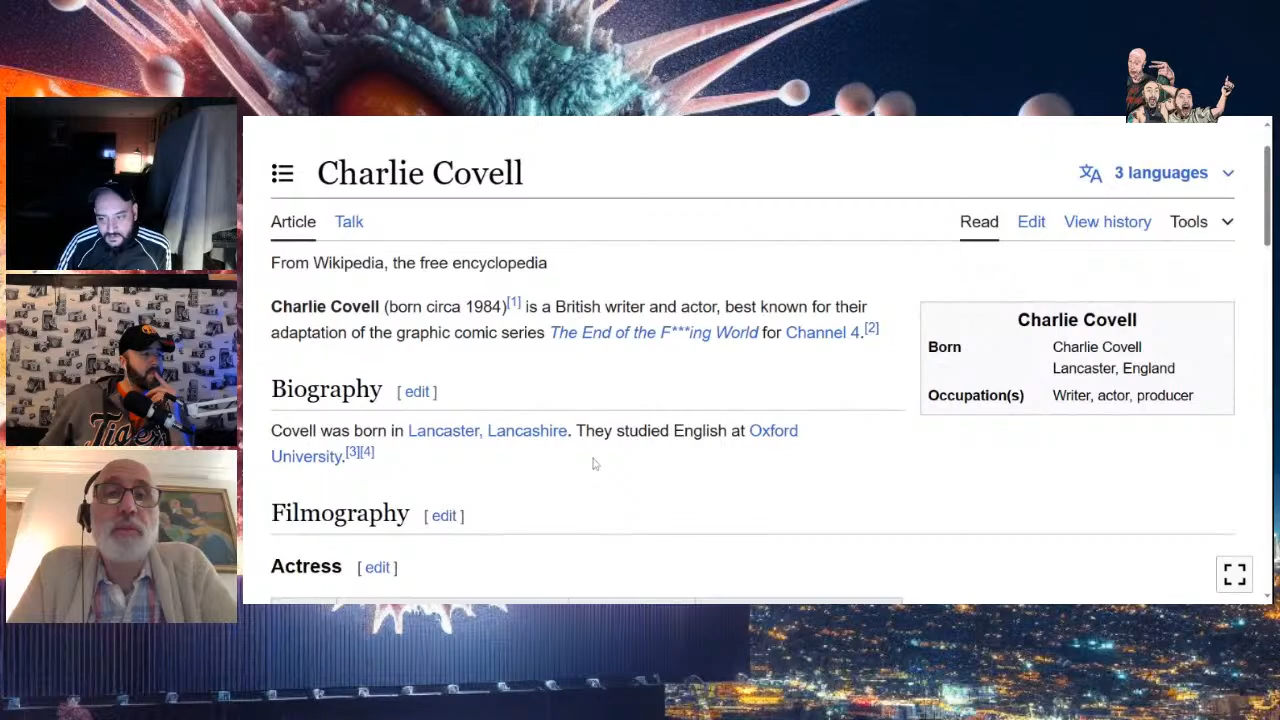 Charlie Covell
3 languages
Article Talk Read Edit View history Tools
From Wikipedia, the free encyclopedia
Charlie Covell (born circa 1984)[1] is a British writer and actor, best known for their
adaptation of the graphic comic series The End of the F***ing World for Channel 4.[2]
Charlie Covell
Born Charlie Covell
Lancaster, England
Occupation(s) Writer, actor, producer
Biography [ edit ]
Covell was born in Lancaster, Lancashire. They studied English at Oxford
University.[3][4]
Filmography [ edit ]
Actress [ edit ]
Tigers